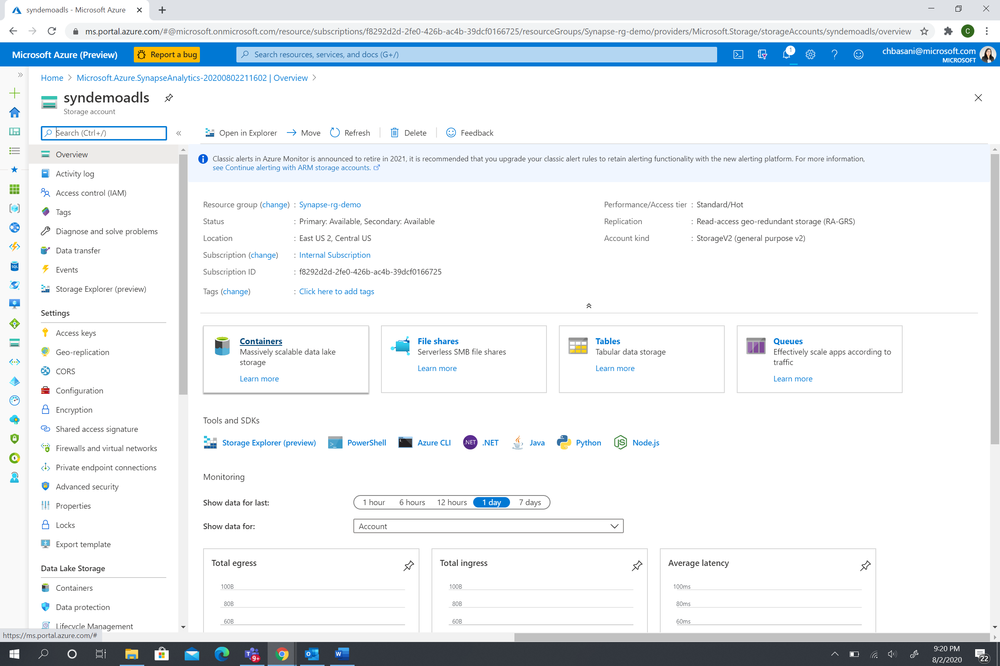 syndemoadls - Microsoft Azure
ms.portal.azure.com/#@microsoft.onmicrosoft.com/resource/subscriptions/f8292d2d-2fe0-426b-ac4b-39dcf0166725/resourceGroups/Synapse-rg-demo/providers/Microsoft.Storage/storageAccounts/syndemoadls/overview
C
Microsoft Azure (Preview)
Report a bug
Search resources, services, and docs (G+/)
1
chbasani@microsoft.com
MICROSOFT
Home > Microsoft.Azure.SynapseAnalytics-20200802211602 | Overview >
syndemoadls
Storage account
Search (Ctrl+/)
Open in Explorer
Move
Refresh
Delete
Feedback
Overview
Activity log
Access control (IAM)
Tags
Diagnose and solve problems
Data transfer
Events
Storage Explorer (preview)
Settings
Access keys
Geo-replication
CORS
Configuration
Encryption
Shared access signature
Firewalls and virtual networks
Private endpoint connections
Advanced security
Properties
Locks
Export template
Data Lake Storage
Containers
Data protection
Lifecycle Management
SQL
Classic alerts in Azure Monitor is announced to retire in 2021, it is recommended that you upgrade your classic alert rules to retain alerting functionality with the new alerting platform. For more information,
see Continue alerting with ARM storage accounts.
Resource group (change) : Synapse-rg-demo
Status : Primary: Available, Secondary: Available
Location : East US 2, Central US
Subscription (change) : Internal Subscription
Subscription ID : f8292d2d-2fe0-426b-ac4b-39dcf0166725
Tags (change) : Click here to add tags
Performance/Access tier : Standard/Hot
Replication : Read-access geo-redundant storage (RA-GRS)
Account kind : StorageV2 (general purpose v2)
Containers
Massively scalable data lake
storage
Learn more
File shares
Serverless SMB file shares
Learn more
Tables
Tabular data storage
Learn more
Queues
Effectively scale apps according to
traffic
Learn more
Tools and SDKs
Storage Explorer (preview)
PowerShell
Azure CLI
.NET
.NET
Java
Python
JS
Node.js
Monitoring
Show data for last:
1 hour
6 hours
12 hours
1 day
7 days
Show data for:
Account
Total egress
100B
80B
60B
Total ingress
100B
80B
60B
Average latency
100ms
80ms
60ms
https://ms.portal.azure.com/#
T
9+
O
W
9:20 PM
8/2/2020
22